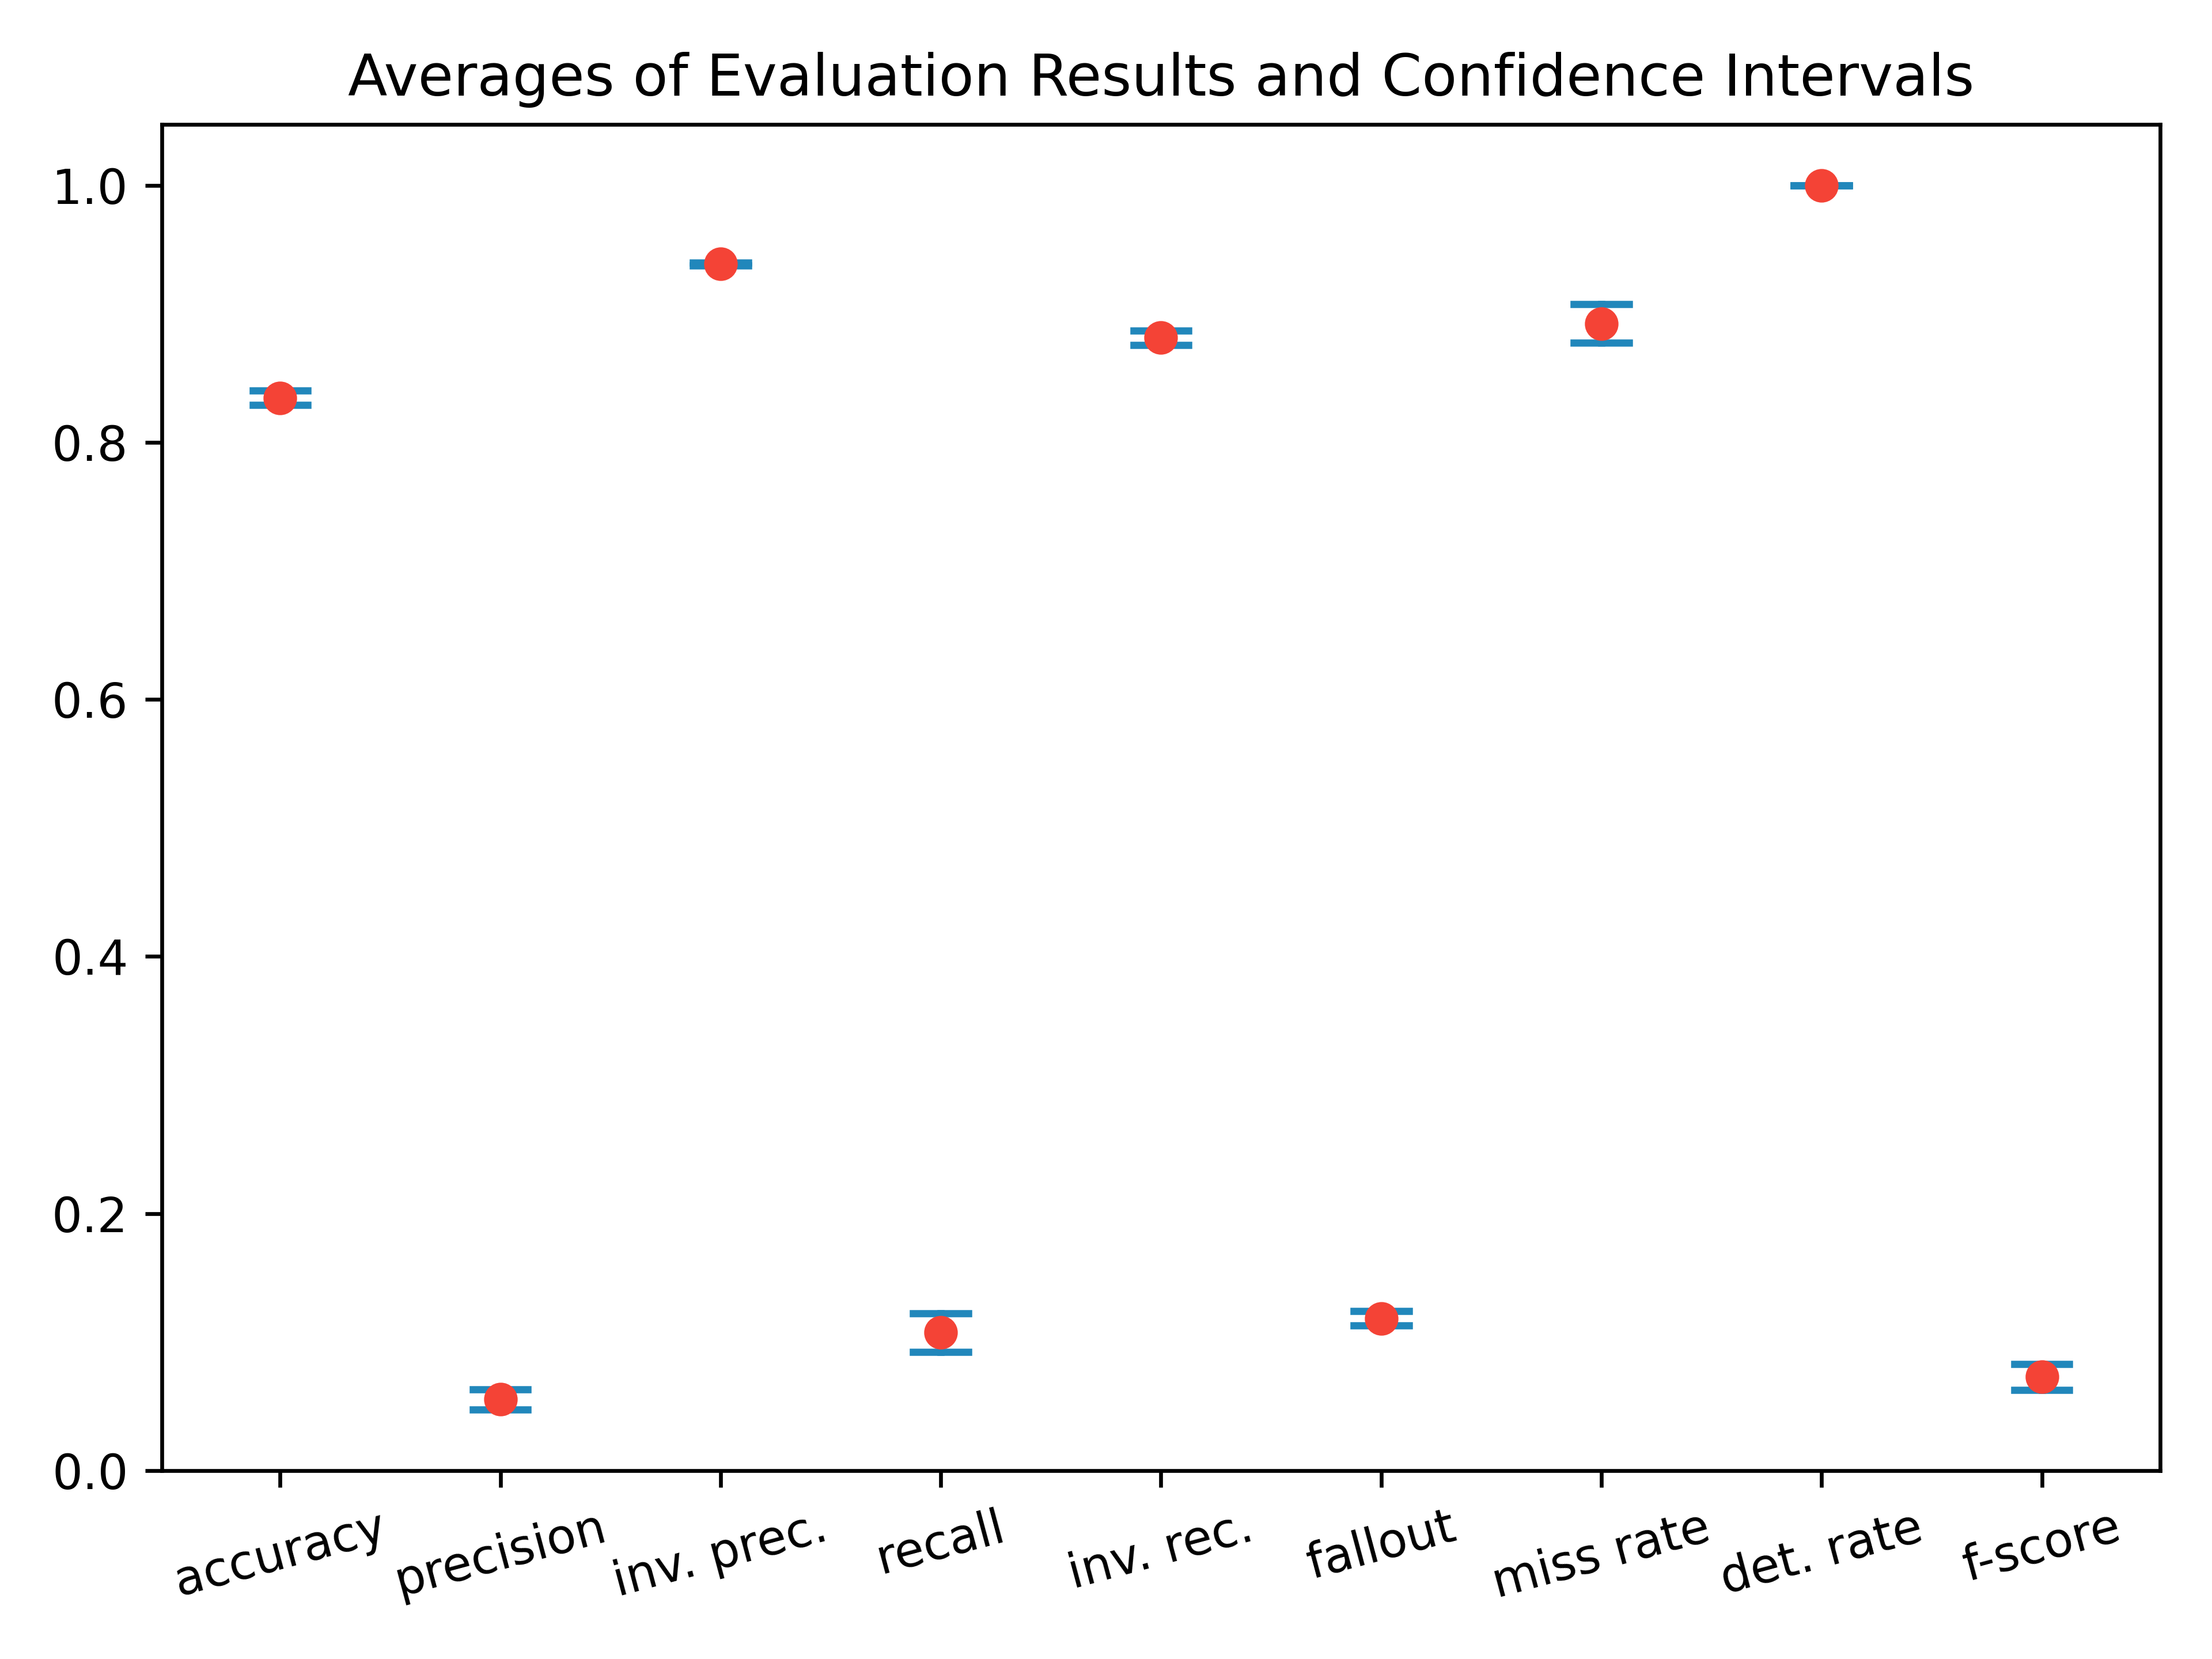 Averages of Evaluation Results and Confidence Intervals
1.0
0.8
0.6
0.4
0.2
0.0
accuracy
precision
inv. prec.
recall
inv. rec.
fallout
miss rate
det. rate
f-score